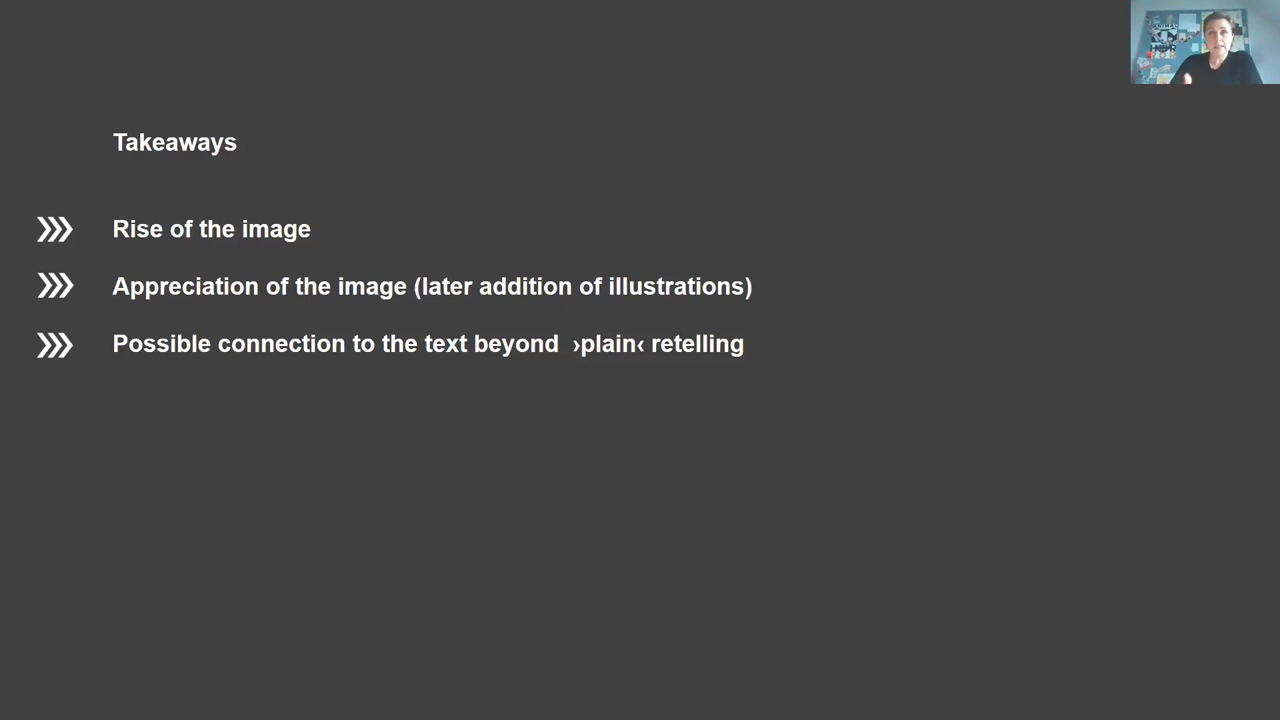 Takeaways
Rise of the image
Appreciation of the image (later addition of illustrations)
Possible connection to the text beyond ›plain‹ retelling